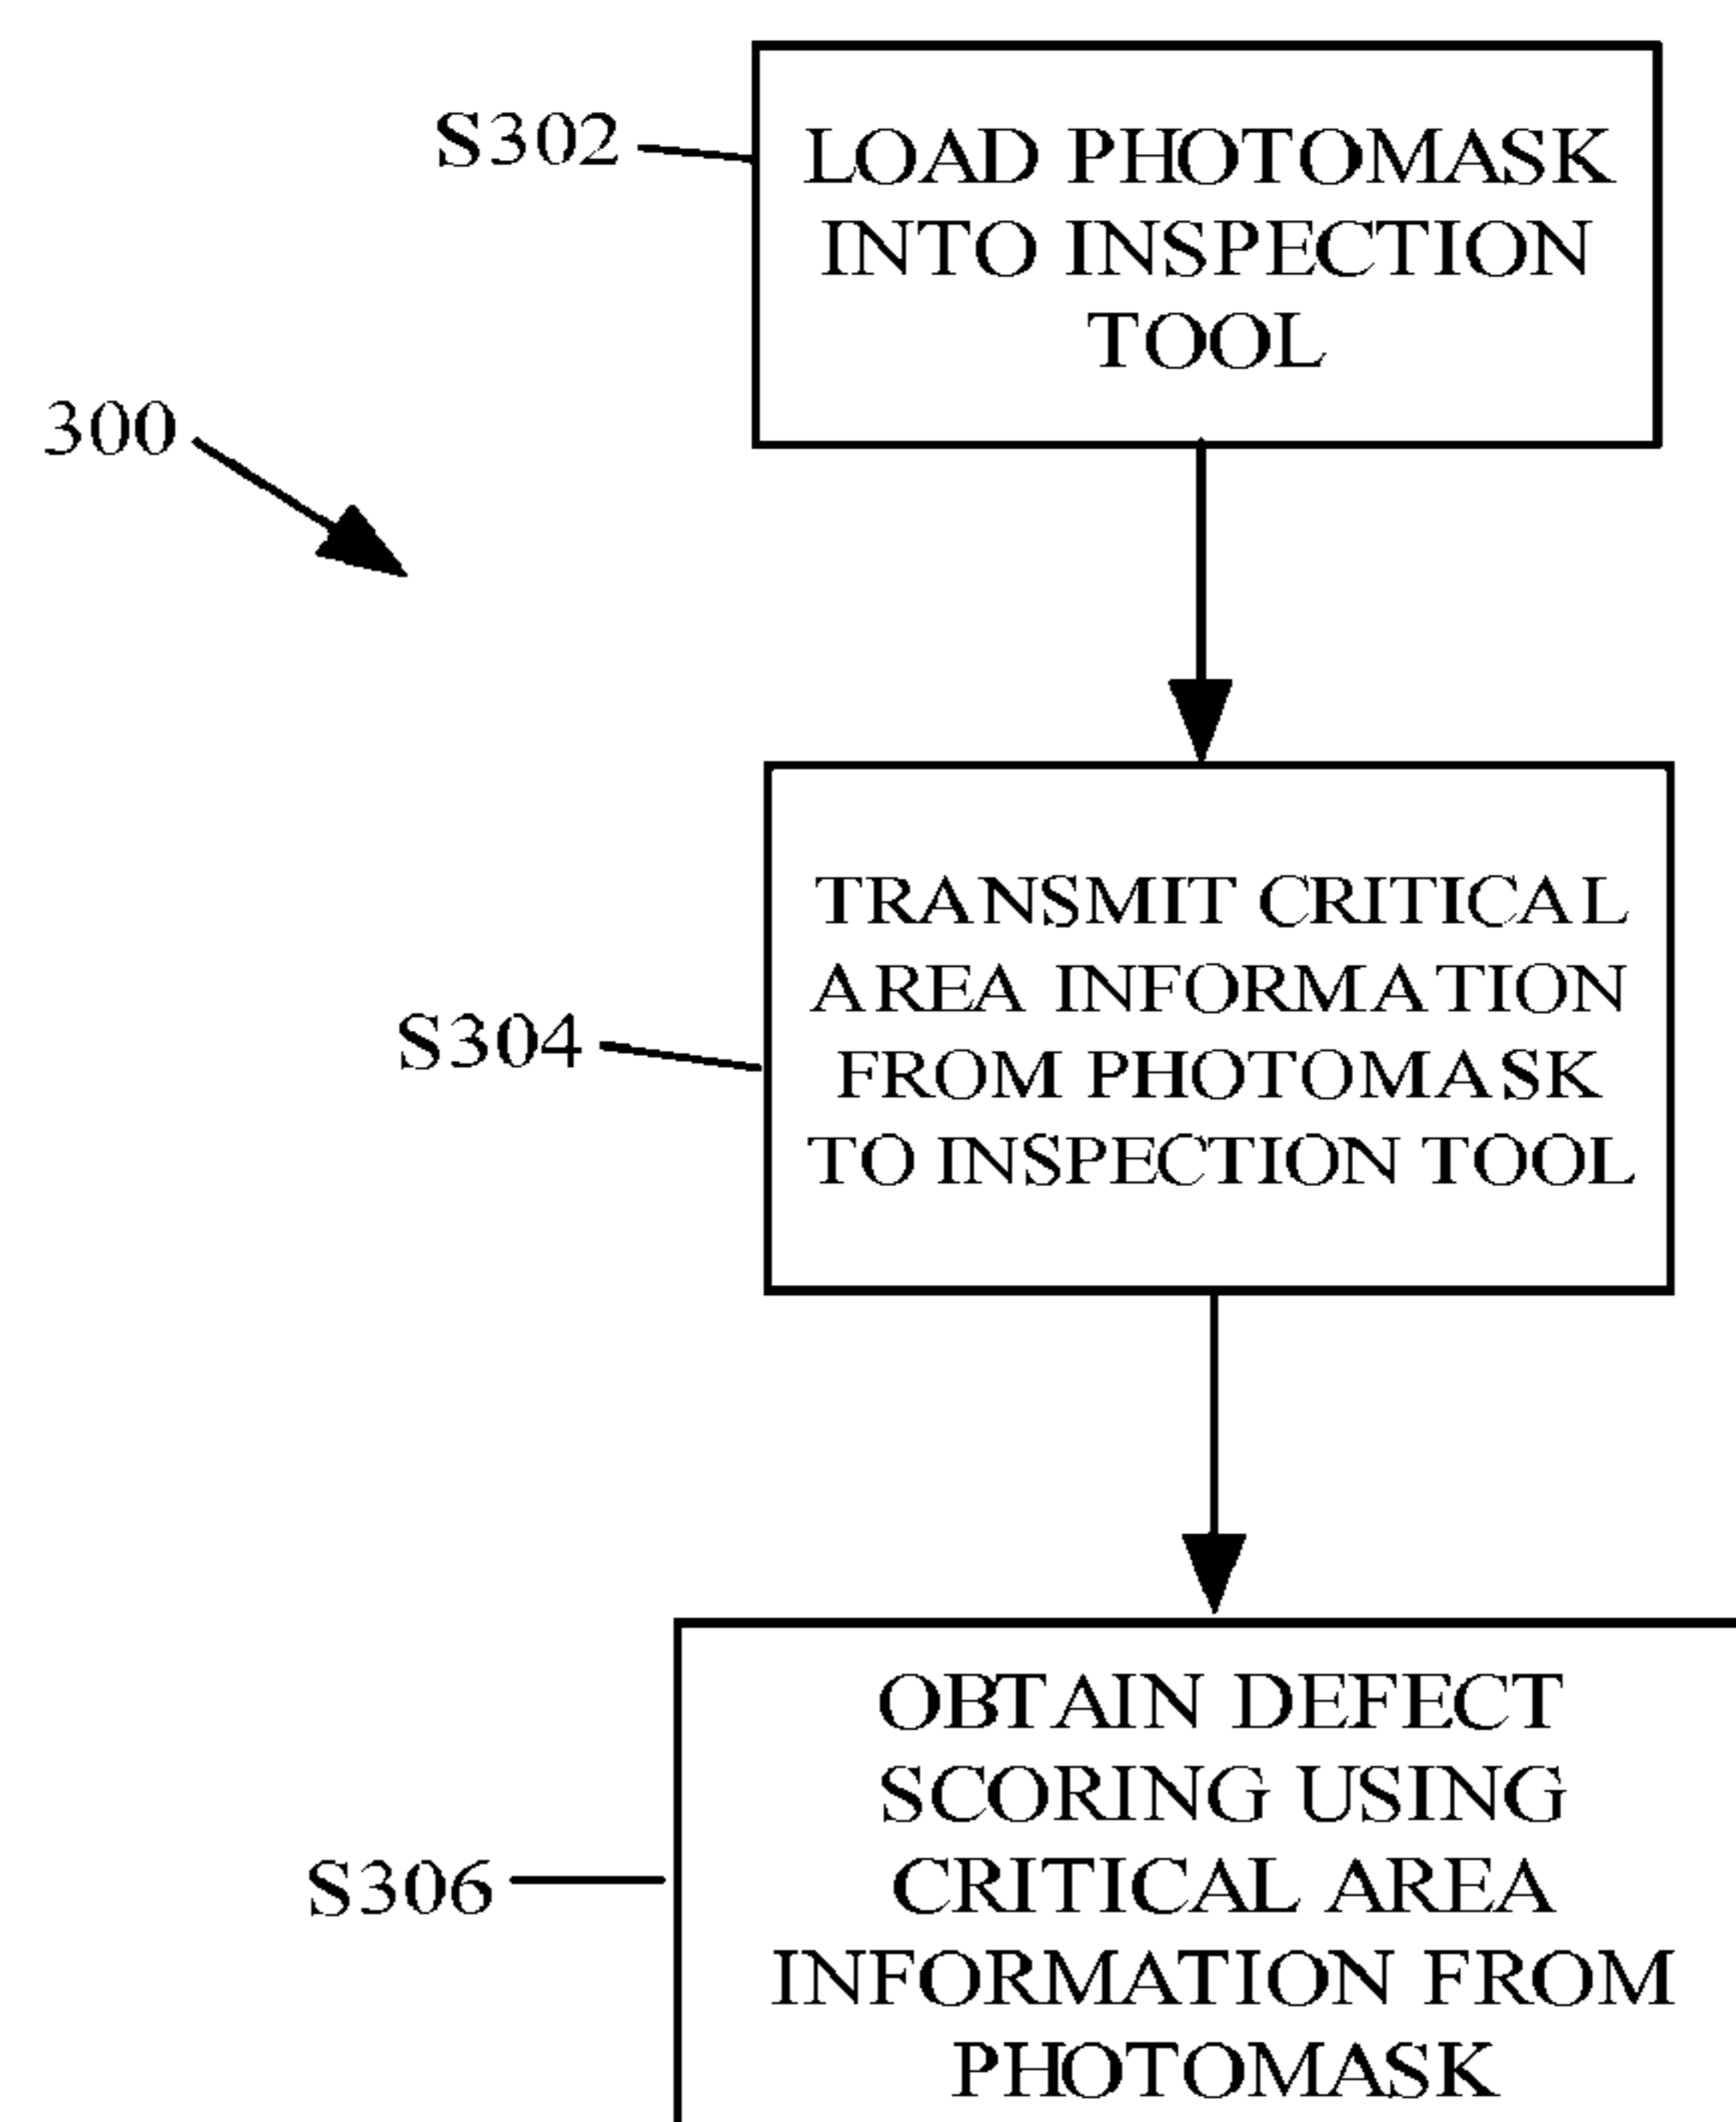 S302
LOAD PHOTOMASK
INTO INSPECTION
TOOL
300
TRANSMIT CRITICAL
AREA INFORMATION
FROM PHOTOMASK
TO INSPECTION TOOL
S304
OBTAIN DEFECT
SCORING USING
CRITICAL AREA
INFORMATION FROM
PHOTOMASK
S306